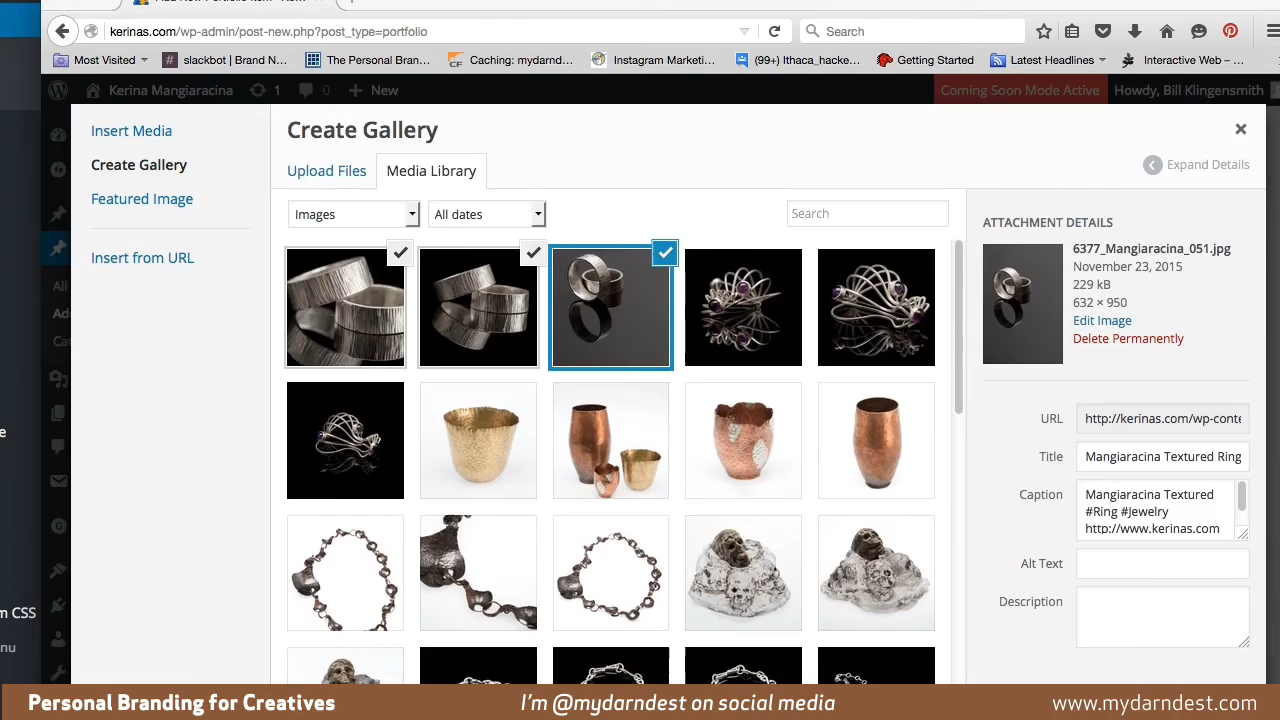 kerinas.com/wp-admin/post-new.php?post_type=portfolio
Search
Most Visited
slackbot | Brand N...
The Personal Bran...
Caching: mydarnd...
Instagram Marketi...
(99+) Ithaca_hacke...
Getting Started
Latest Headlines
Interactive Web – ...
Kerina Mangiaracina
1
0
New
Coming Soon Mode Active
Howdy, Bill Klingensmith
Insert Media
Create Gallery
Featured Image
Insert from URL
Create Gallery
Upload Files
Media Library
Expand Details
Images
All dates
Search
ATTACHMENT DETAILS
6377_Mangiaracina_051.jpg
November 23, 2015
229 kB
632 × 950
Edit Image
Delete Permanently
URL
http://kerinas.com/wp-conte
Title
Mangiaracina Textured Ring
Caption
Mangiaracina Textured
#Ring #Jewelry
http://www.kerinas.com
Alt Text
Description
All
Add
Cat
e
m CSS
nu
Personal Branding for Creatives
I'm @mydarndest on social media
www.mydarndest.com